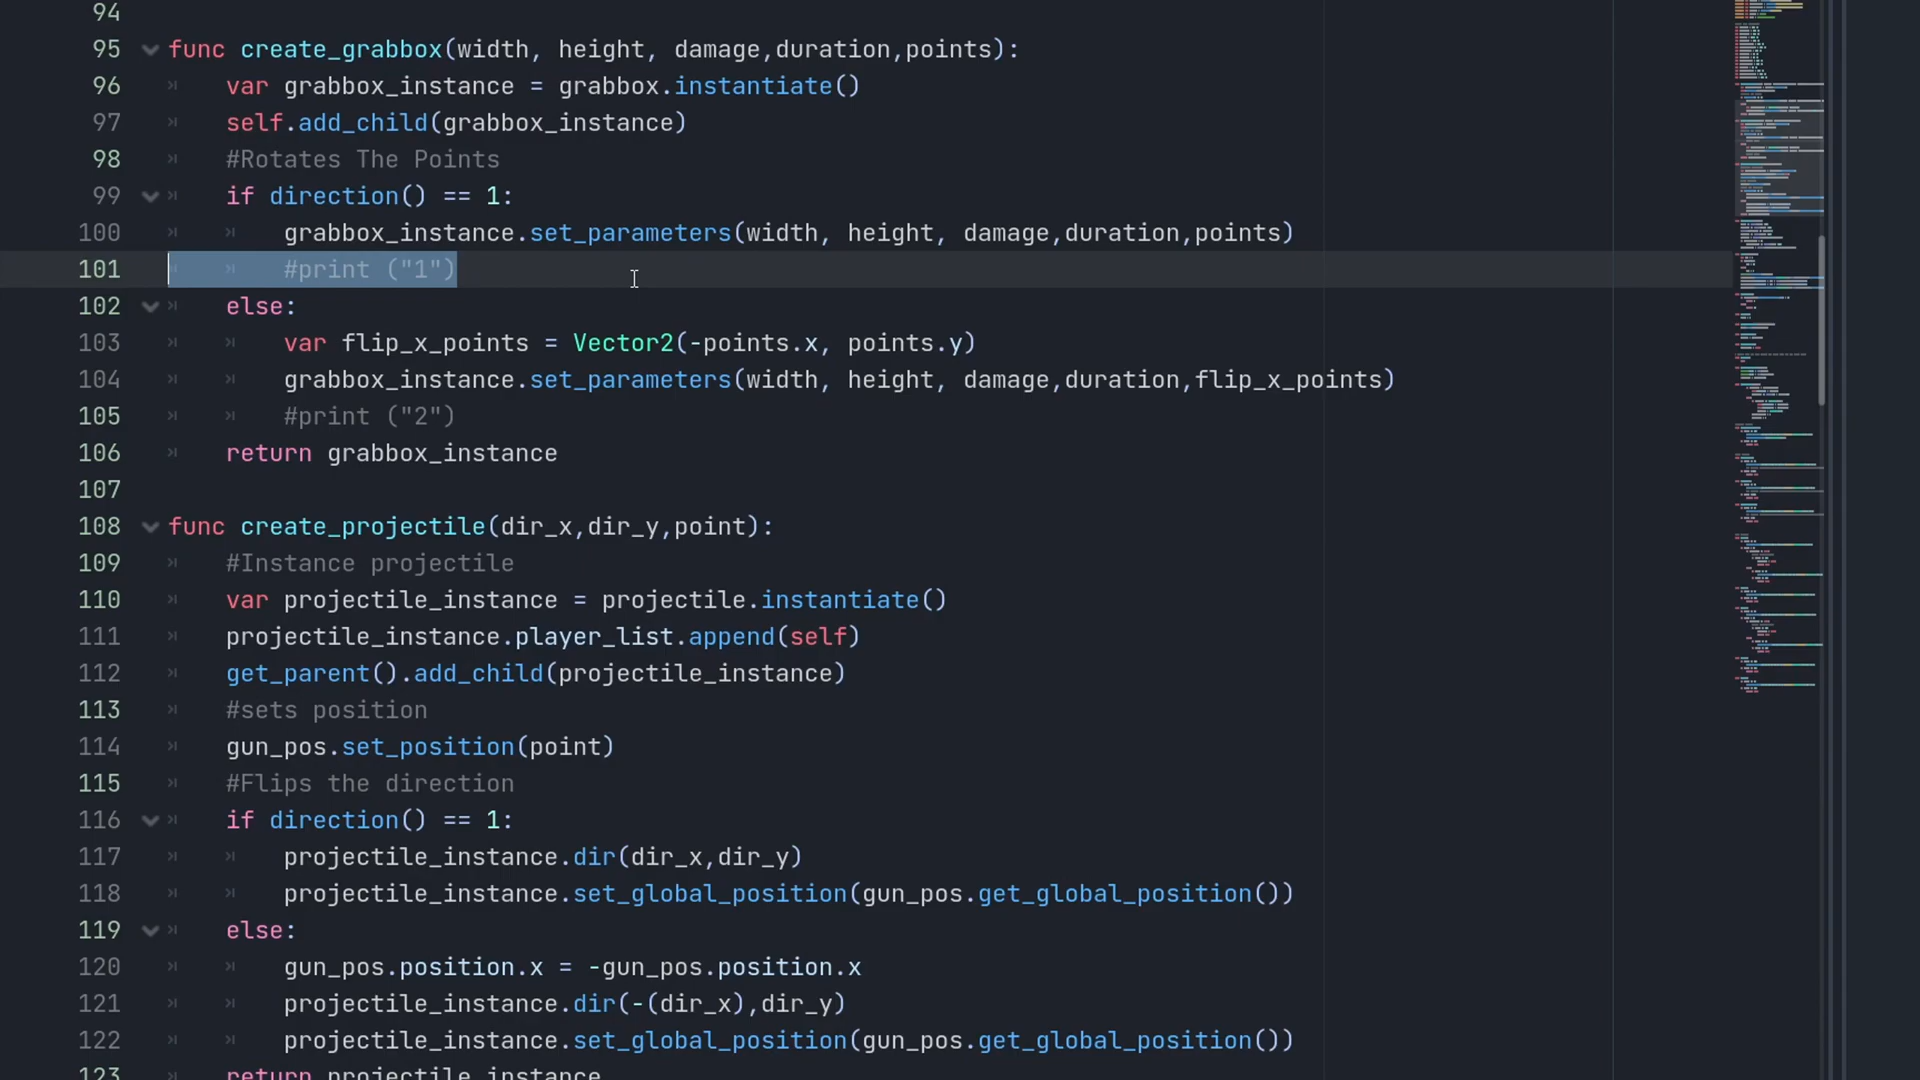 94
95 func create_grabbox(width, height, damage,duration,points):
96 var grabbox_instance = grabbox.instantiate()
97 self.add_child(grabbox_instance)
98 #Rotates The Points
99 if direction() == 1:
100 grabbox_instance.set_parameters(width, height, damage,duration,points)
101 #print ("1")
102 else:
103 var flip_x_points = Vector2(-points.x, points.y)
104 grabbox_instance.set_parameters(width, height, damage,duration,flip_x_points)
105 #print ("2")
106 return grabbox_instance
107
108 func create_projectile(dir_x,dir_y,point):
109 #Instance projectile
110 var projectile_instance = projectile.instantiate()
111 projectile_instance.player_list.append(self)
112 get_parent().add_child(projectile_instance)
113 #sets position
114 gun_pos.set_position(point)
115 #Flips the direction
116 if direction() == 1:
117 projectile_instance.dir(dir_x,dir_y)
118 projectile_instance.set_global_position(gun_pos.get_global_position())
119 else:
120 gun_pos.position.x = -gun_pos.position.x
121 projectile_instance.dir(-(dir_x),dir_y)
122 projectile_instance.set_global_position(gun_pos.get_global_position())
123 return projectile_instance